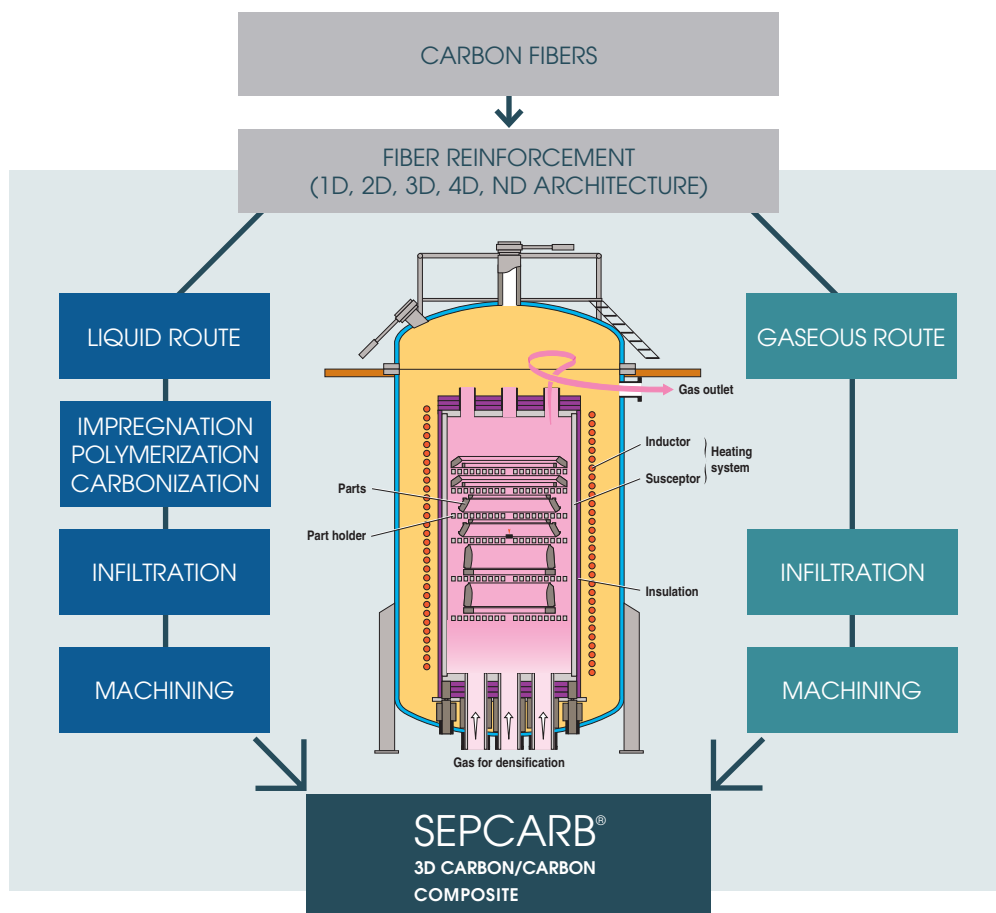 CARBON FIBERS
FIBER REINFORCEMENT
(1D, 2D, 3D, 4D, ND ARCHITECTURE)
LIQUID ROUTE
IMPREGNATION
POLYMERIZATION
CARBONIZATION
INFILTRATION
MACHINING
Gas outlet
Inductor
Heating
system
Susceptor
Parts
Part holder
Insulation
Gas for densification
GASEOUS ROUTE
INFILTRATION
MACHINING
SEPCARB®
3D CARBON/CARBON
COMPOSITE